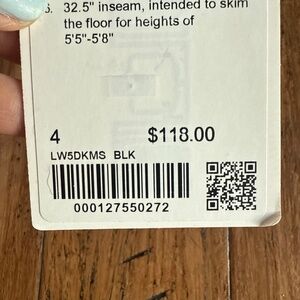 6. 32.5" inseam, intended to skim
the floor for heights of
5'5"-5'8"
4 $118.00
LW5DKMS BLK
000127550272